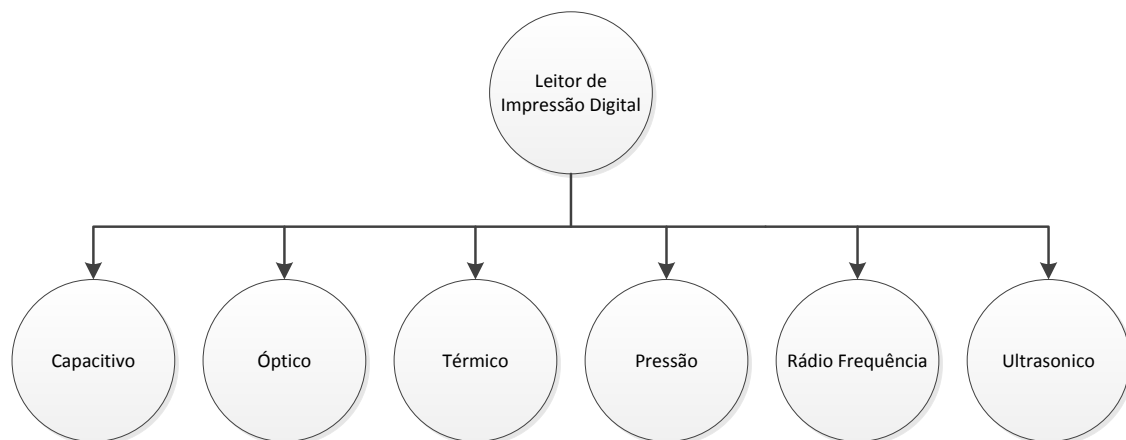 Leitor de
Impressão Digital
Capacitivo
Óptico
Térmico
Pressão
Rádio Frequência
Ultrasonico